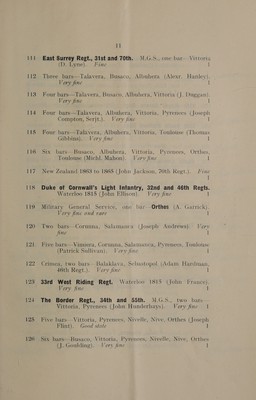 11
111 East Surrey Regt., 31st and 70th. M.G.S., one bar—Vittoria
(D. Lyne). Fine 1
112 Three bars—Talavera, Busaco, Albuhera (Alexr. Hanley).
Very fine 1
113 Four bars—Talavera, Busaco, Albuhera, Vittoria (J. Duggan).
Very fine 1
114 Four bars—Talavera, Albuhera, Vittoria, Pyrenees (Joseph
Compton, Serjt.). Very fine 1
115 Four bars—Talavera, Albuhera, Vittoria, Toulouse (Thomas
Gibbins). Very fine 1
116 Six bars—Busaco, Albuhera, Vittoria, Pyrenees, Orthes,
Toulouse (Michl. Mahon). Very fine 1
117 New Zealand 1863 to 1865 (John Jackson, 70th Regt.). Fine
1
118 Duke of Cornwall's Light Infantry, 32nd and 46th Regts.
Waterloo 1815 (John Ellison) Very fine 1
119 Military General Service, one bar—Orthes (A. Garrick).
Very fine and rare 1
120 Two bars—Corunna, Salamanca (Joseph Andrews) Very
fine 1
121 Five bars—Vimiera, Corunna, Salamanca, Pyrenees, Toulouse
(Patrick Sullivan). Very fine 1
122 Crimea, two bars—Balaklava, Sebastopol (Adam Hardman,
46th Regt.). Very fine 1
123 33rd West Riding Regt. Waterloo 1815 (John France).
Very fine 1
124 The Border Regt., 34th and 55th. M.G.S., two bars—
Vittoria, Pyrenees (John Humberhays). Very fine 1
125 Five bars—Vittoria, Pyrenees, Nivelle, Nive, Orthes (Joseph
Flint). Good state 1
126 Six bars—Busaco, Vittoria, Pyrenees, Nivelle, Nive, Orthes
(J. Goulding). Very fine 1